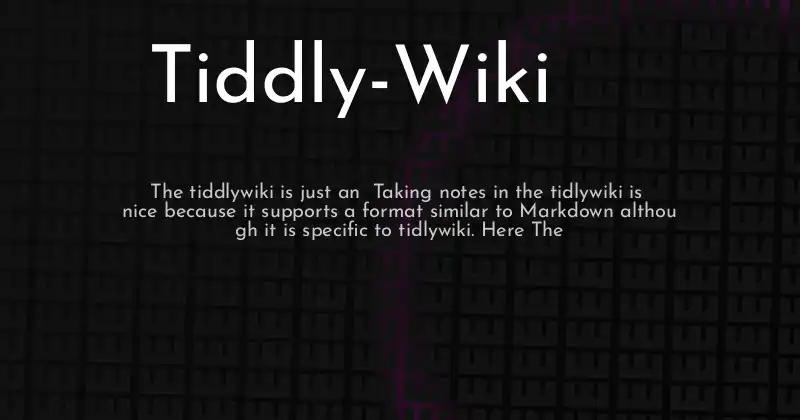 Tiddly-Wiki
The tiddlywiki is just an  Taking notes in the tidlywiki is
nice because it supports a format similar to Markdown althou
gh it is specific to tidlywiki. Here The